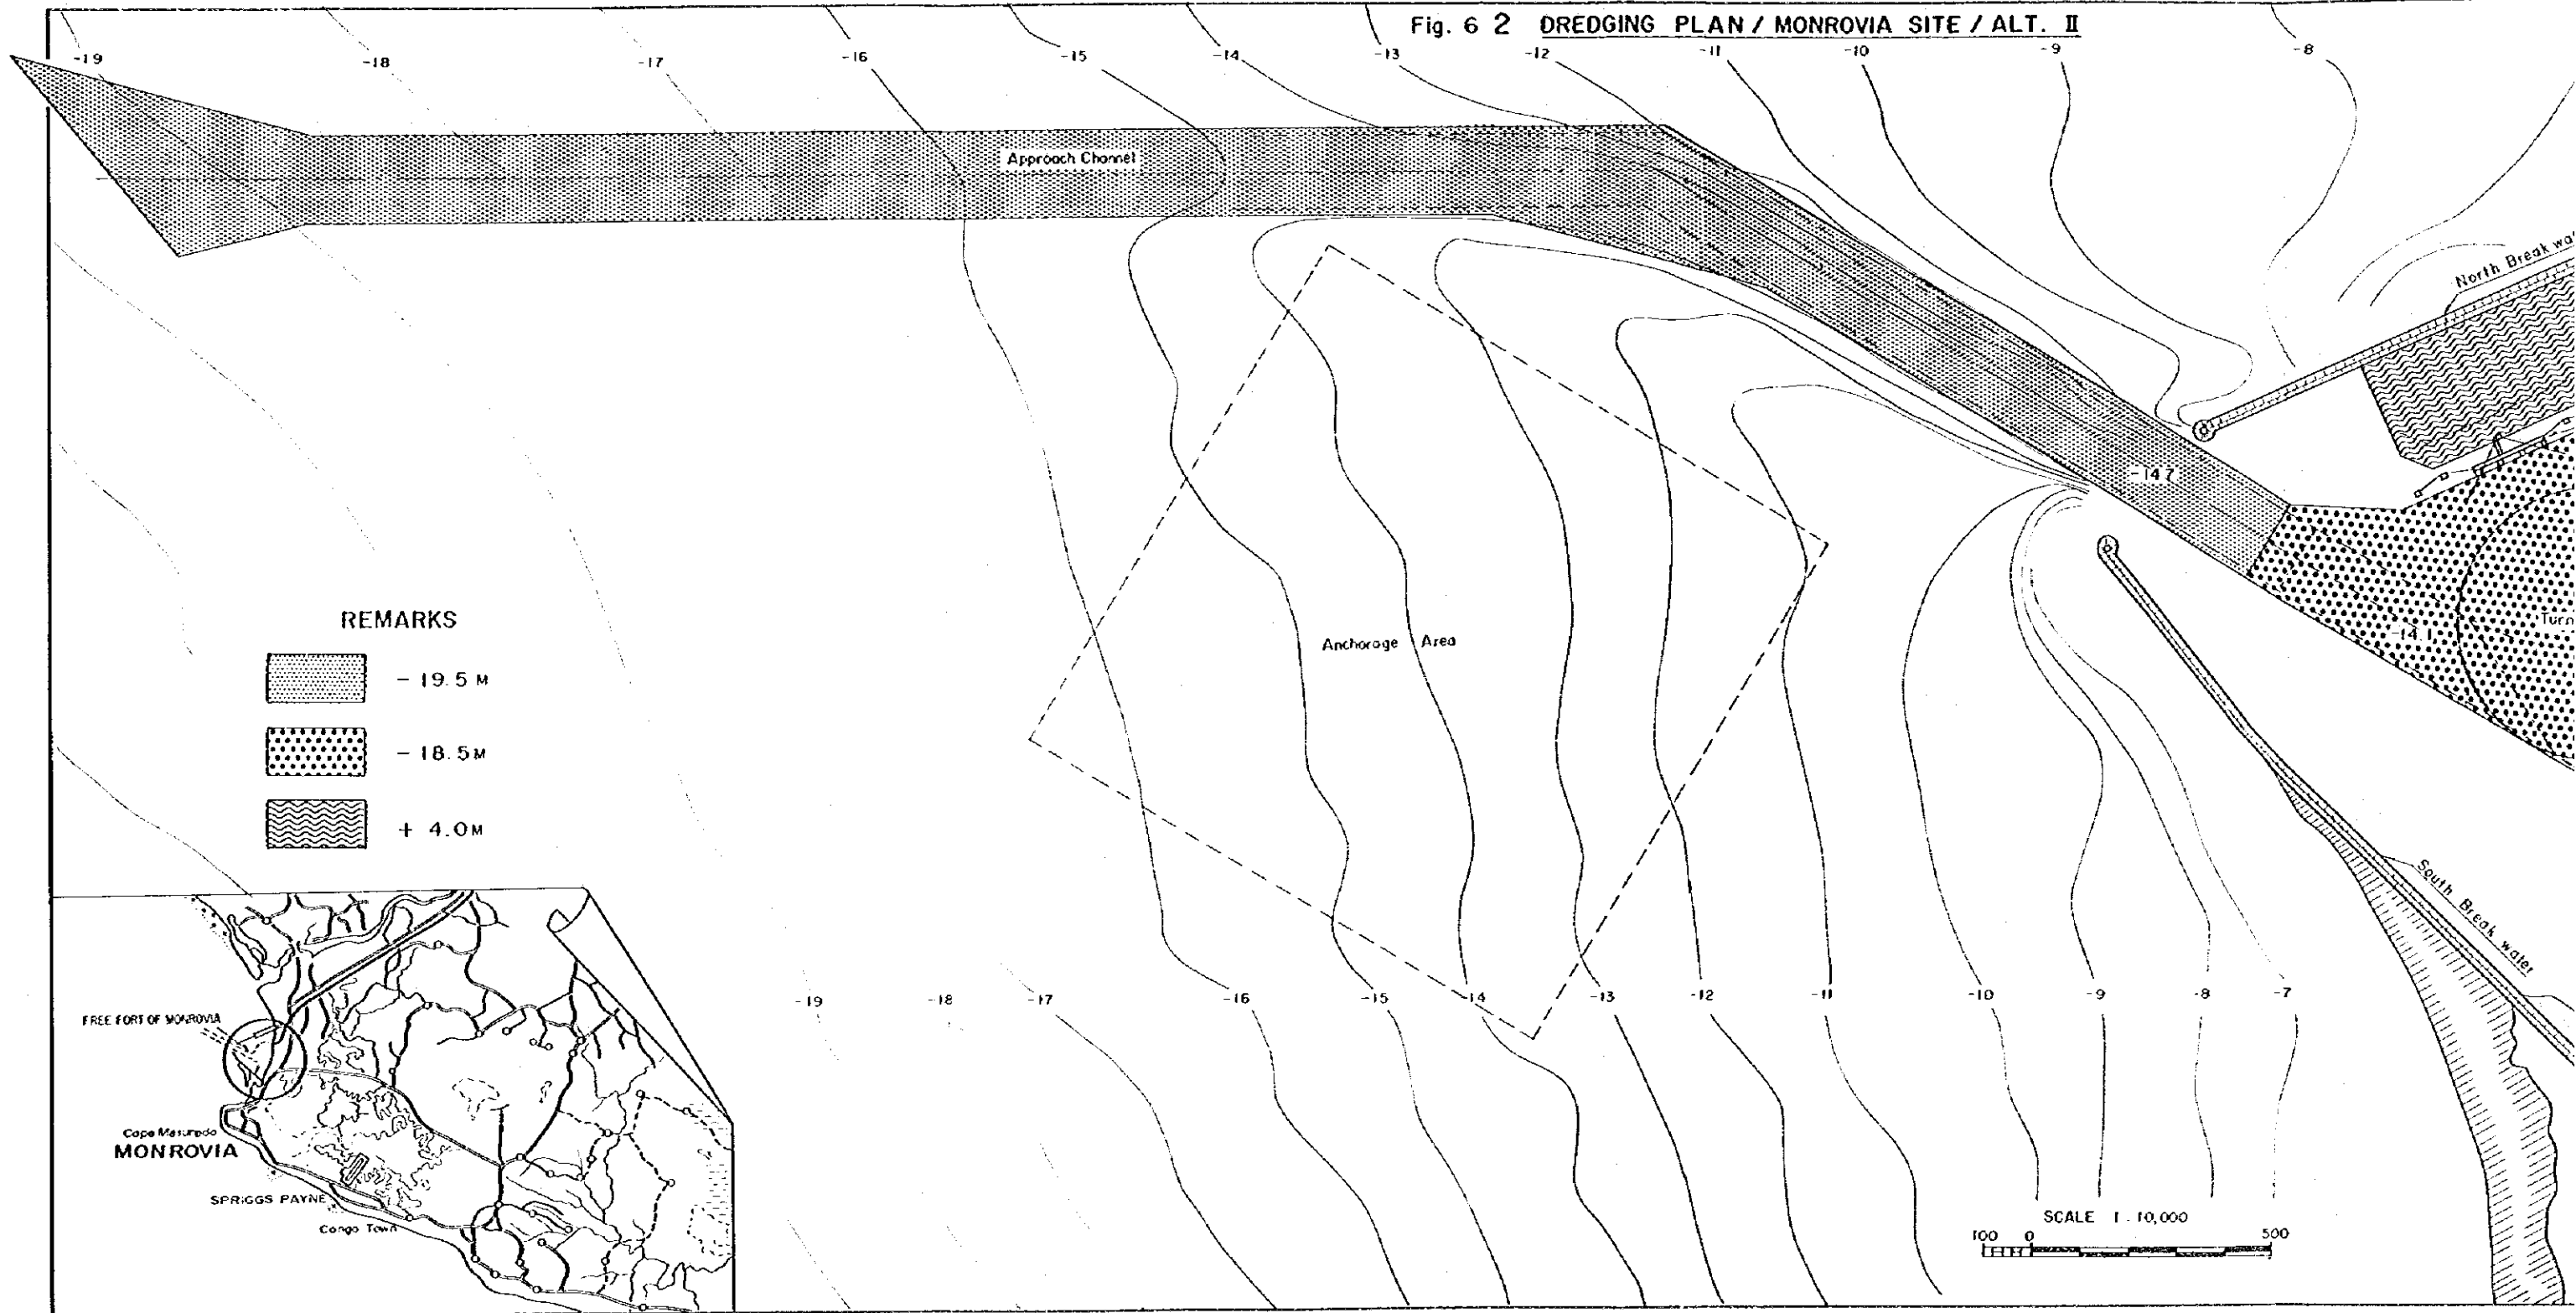 Fig. 6 2 DREDGING PLAN / MONROVIA SITE / ALT. II
-19 -18 -17 -16 -15 -14 -13 -12 -11 -10 -9 -8
Approach Channel
North Break wa
-14.7
-14.1
Turn
Anchorage Area
REMARKS
- 19.5 M
- 18.5 M
+ 4.0 M
South Break water
-19 -18 -17 -16 -15 -14 -13 -12 -11 -10 -9 -8 -7
FREE PORT OF MONROVIA
Cape Mesurado
MONROVIA
SPRIGGS PAYNE
Congo Town
SCALE 1:10,000
100 0 500